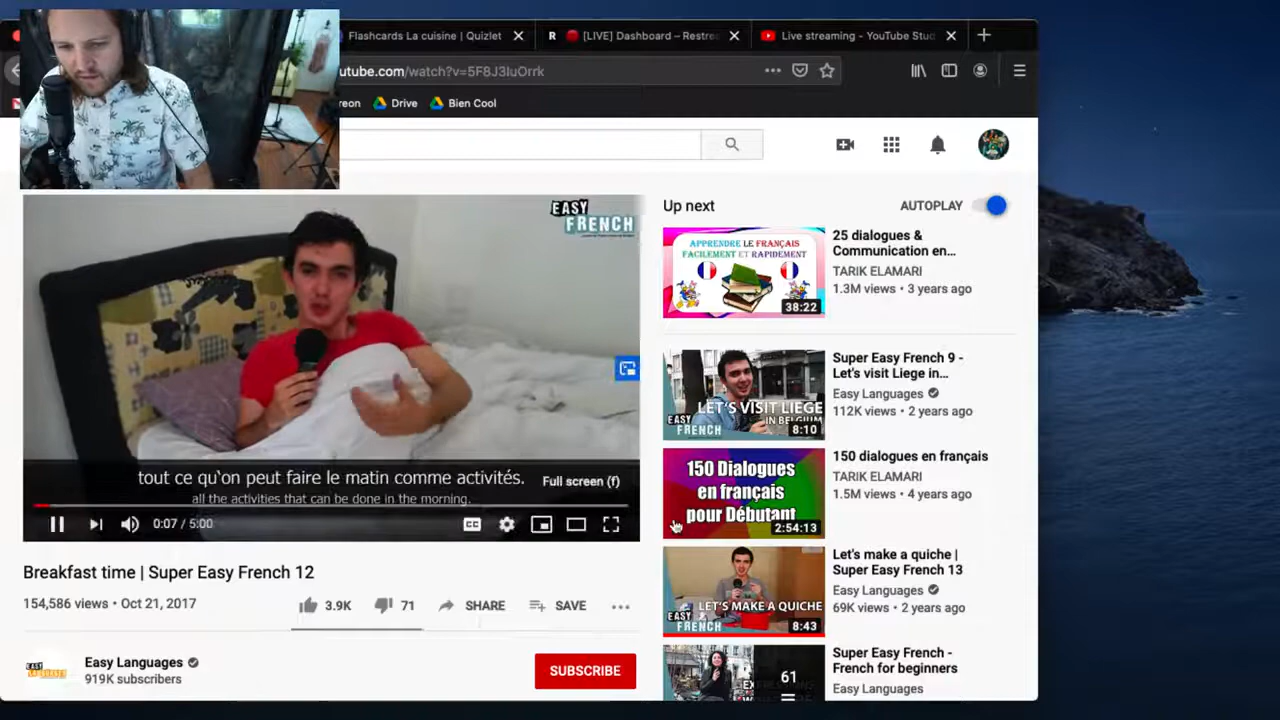 Flashcards La cuisine | Quizlet
R [LIVE] Dashboard – Restre
Live streaming - YouTube Stud
utube.com/watch?v=5F8J3IuOrrk
reon
Drive
Bien Cool
EASY
FRENCH
tout ce qu'on peut faire le matin comme activités.
all the activities that can be done in the morning.
Full screen (f)
0:07 / 5:00
CC
Breakfast time | Super Easy French 12
154,586 views • Oct 21, 2017
3.9K
71
SHARE
SAVE
Easy Languages
919K subscribers
SUBSCRIBE
Up next
AUTOPLAY
APPRENDRE LE FRANÇAIS
FACILEMENT ET RAPIDEMENT
38:22
25 dialogues &
Communication en...
TARIK ELAMARI
1.3M views • 3 years ago
LET'S VISIT LIEGE
IN BELGIUM
EASY
FRENCH
8:10
Super Easy French 9 -
Let's visit Liege in...
Easy Languages
112K views • 2 years ago
150 Dialogues
en français
pour Débutant
2:54:13
150 dialogues en français
TARIK ELAMARI
1.5M views • 4 years ago
LET'S MAKE A QUICHE
EASY
FRENCH
8:43
Let's make a quiche |
Super Easy French 13
Easy Languages
69K views • 2 years ago
61
Super Easy French -
French for beginners
Easy Languages